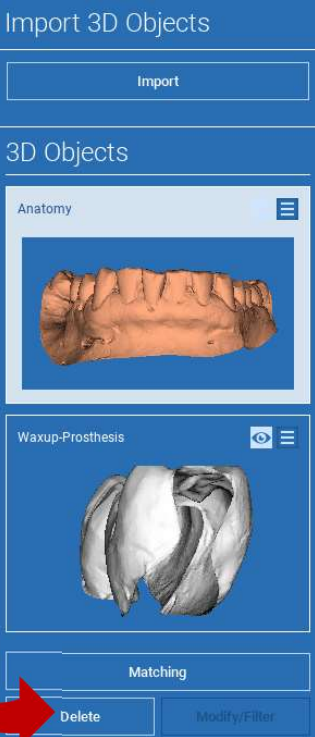 Import 3D Objects
Import
3D Objects
Anatomy
Waxup-Prosthesis
Matching
Delete
Modify/Filter